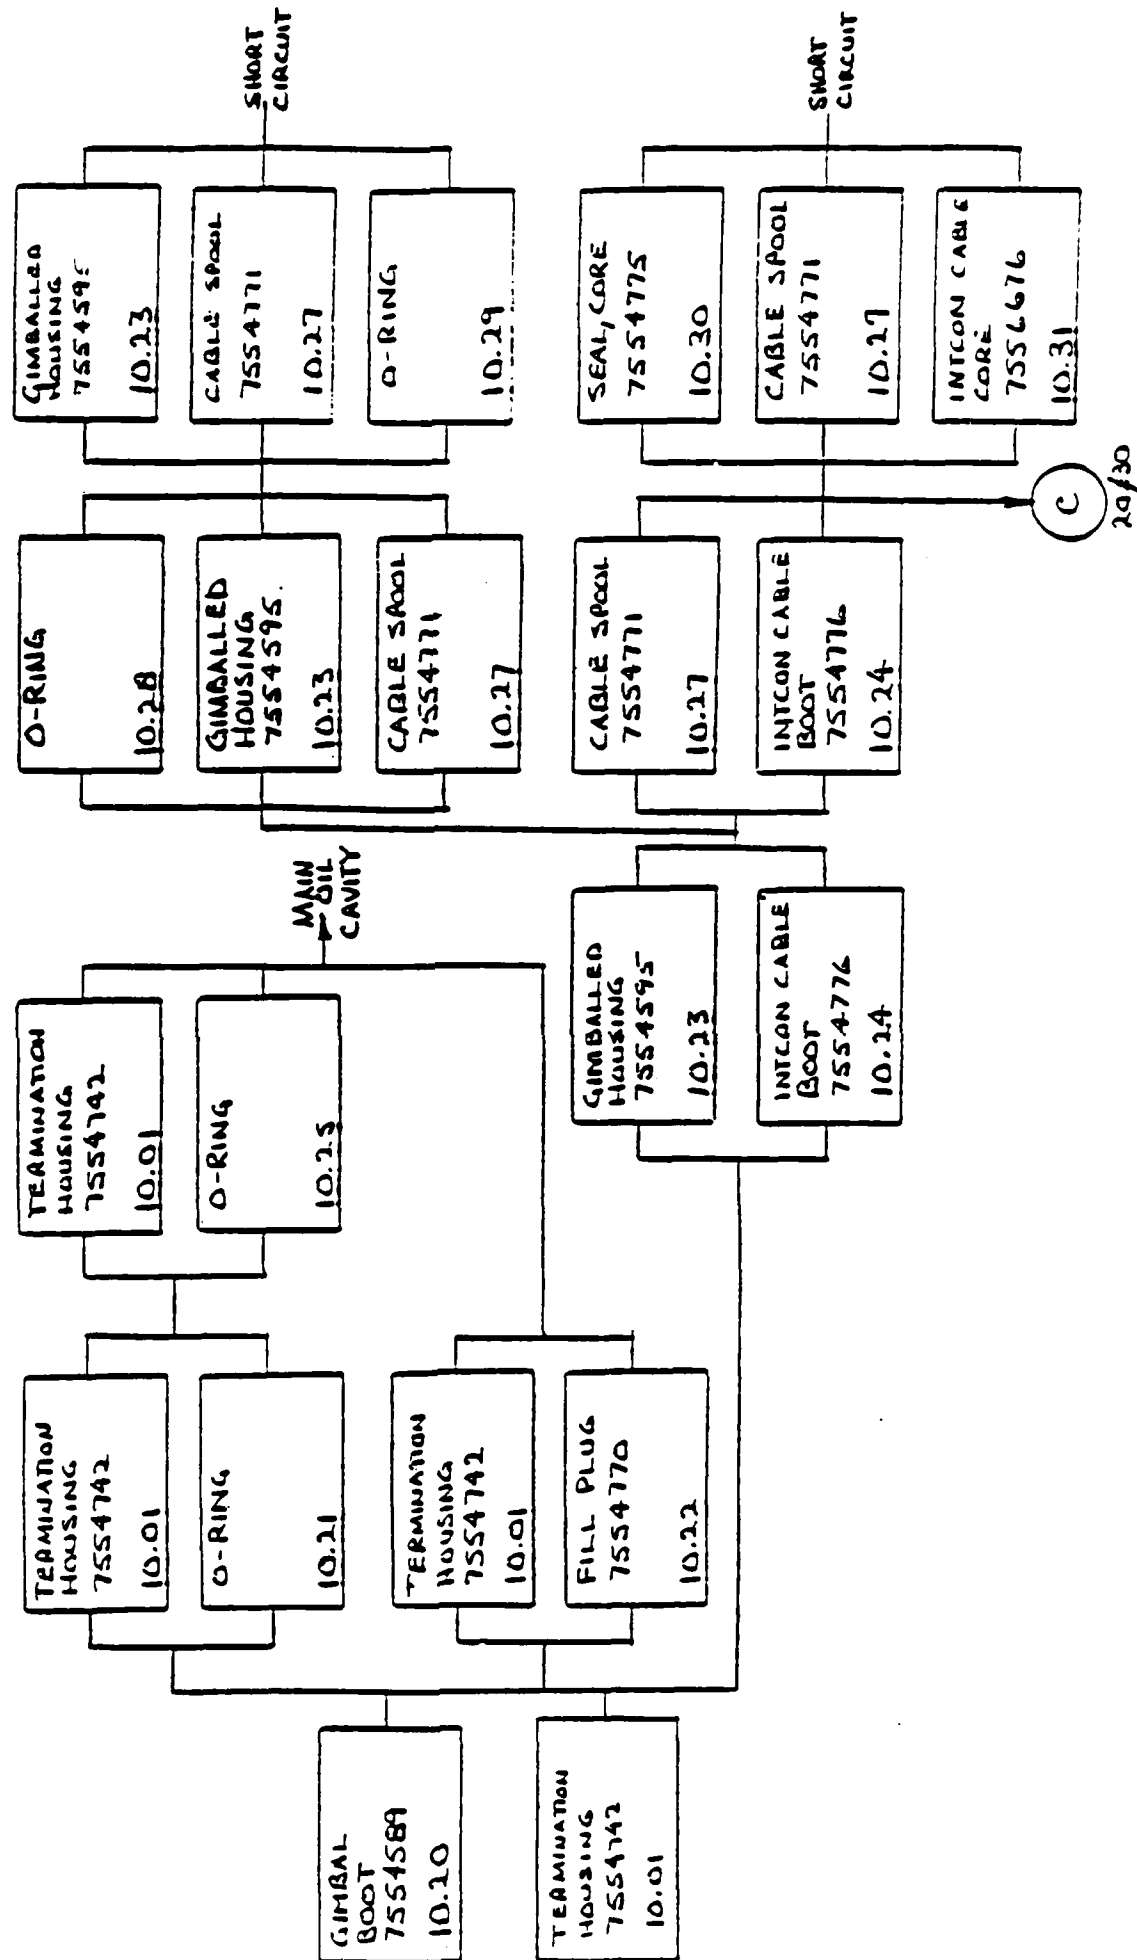 GIMBAL
BOOT
7554589
10.20
TERMINATION
HOUSING
7554742
10.01
TERMINATION
HOUSING
7554742
10.01
O-RING
10.21
TERMINATION
HOUSING
7554742
10.01
FILL PLUG
7554770
10.22
TERMINATION
HOUSING
7554742
10.01
O-RING
10.25
MAIN
OIL
CAVITY
GIMBALLED
HOUSING
7554595
10.23
INTCON CABLE
BOOT
7554776
10.24
O-RING
10.28
GIMBALLED
HOUSING
7554595.
10.23
CABLE SPOOL
7554771
10.27
CABLE SPOOL
7554771
10.27
INTCON CABLE
BOOT
7554776
10.24
C
GIMBALLED
HOUSING
7554595
10.23
CABLE SPOOL
7554771
10.27
O-RING
10.29
SHORT
CIRCUIT
SEAL, CORE
7554775
10.30
CABLE SPOOL
7554771
10.27
INTCON CABLE
CORE
7556676
10.31
SHORT
CIRCUIT